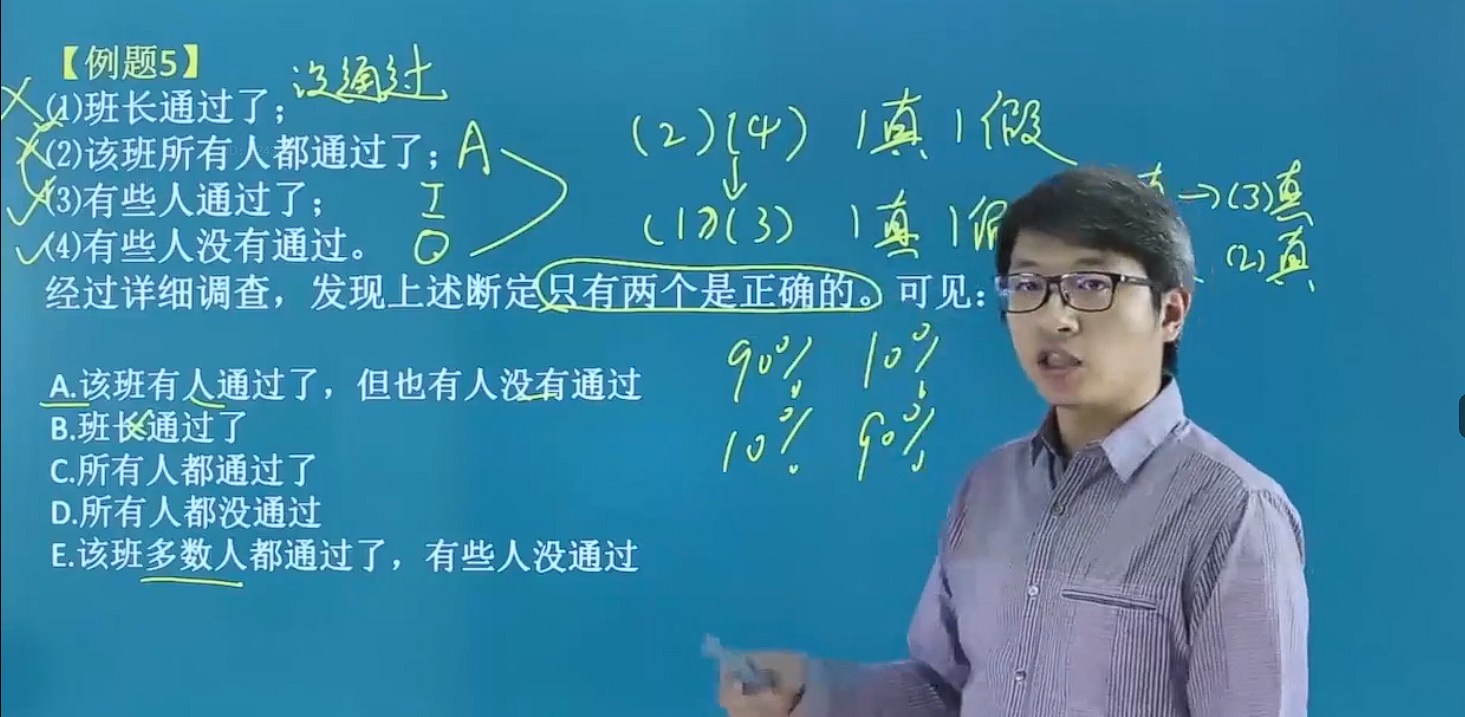 【例题5】
没通过
(1)班长通过了；
(2)该班所有人都通过了； A
(3)有些人通过了； I
(4)有些人没有通过。 O
经过详细调查，发现上述断定只有两个是正确的。可见：
A.该班有人通过了，但也有人没有通过
B.班长通过了
C.所有人都通过了
D.所有人都没通过
E.该班多数人都通过了，有些人没通过
(2)(4) 1真1假
(1)(3) 1真1假
真→(3)真
(2)真
90% 10%
10% 90%